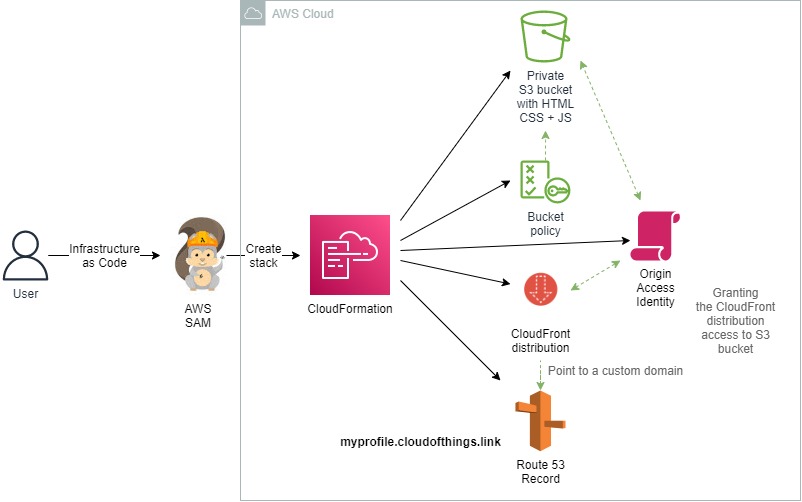 AWS Cloud
Private
S3 bucket
with HTML
CSS + JS
Bucket
policy
Infrastructure
as Code
User
AWS
SAM
Create
stack
CloudFormation
Origin
Access
Identity
Granting
the CloudFront
distribution
access to S3
bucket
CloudFront
distribution
Point to a custom domain
myprofile.cloudofthings.link
Route 53
Record